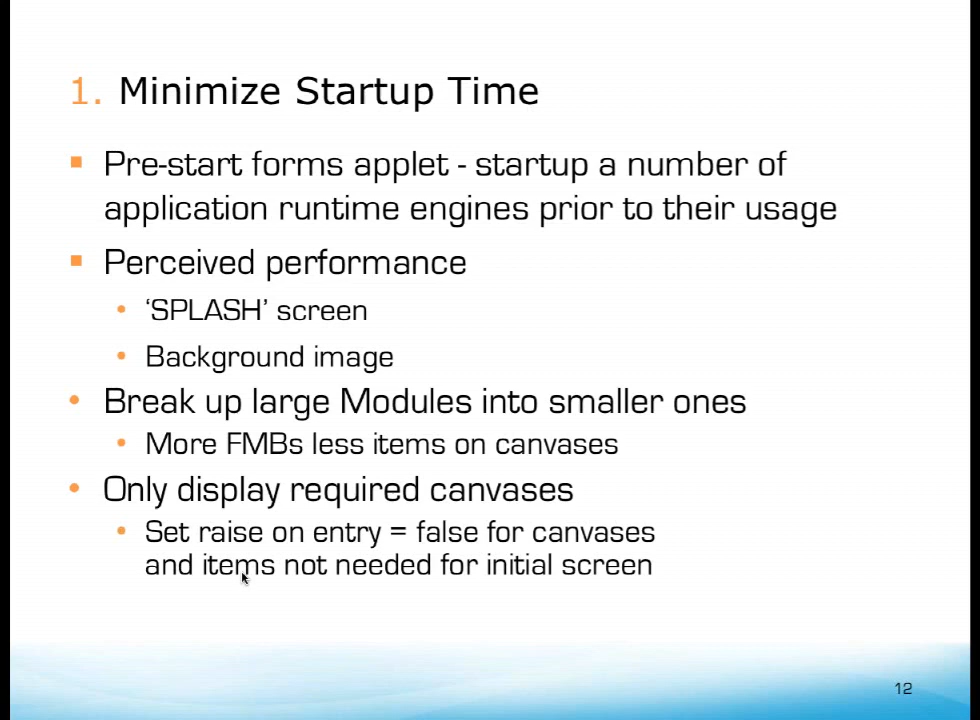 1. Minimize Startup Time
Pre-start forms applet - startup a number of
application runtime engines prior to their usage
Perceived performance
‘SPLASH’ screen
Background image
Break up large Modules into smaller ones
More FMBs less items on canvases
Only display required canvases
Set raise on entry = false for canvases
and items not needed for initial screen
12